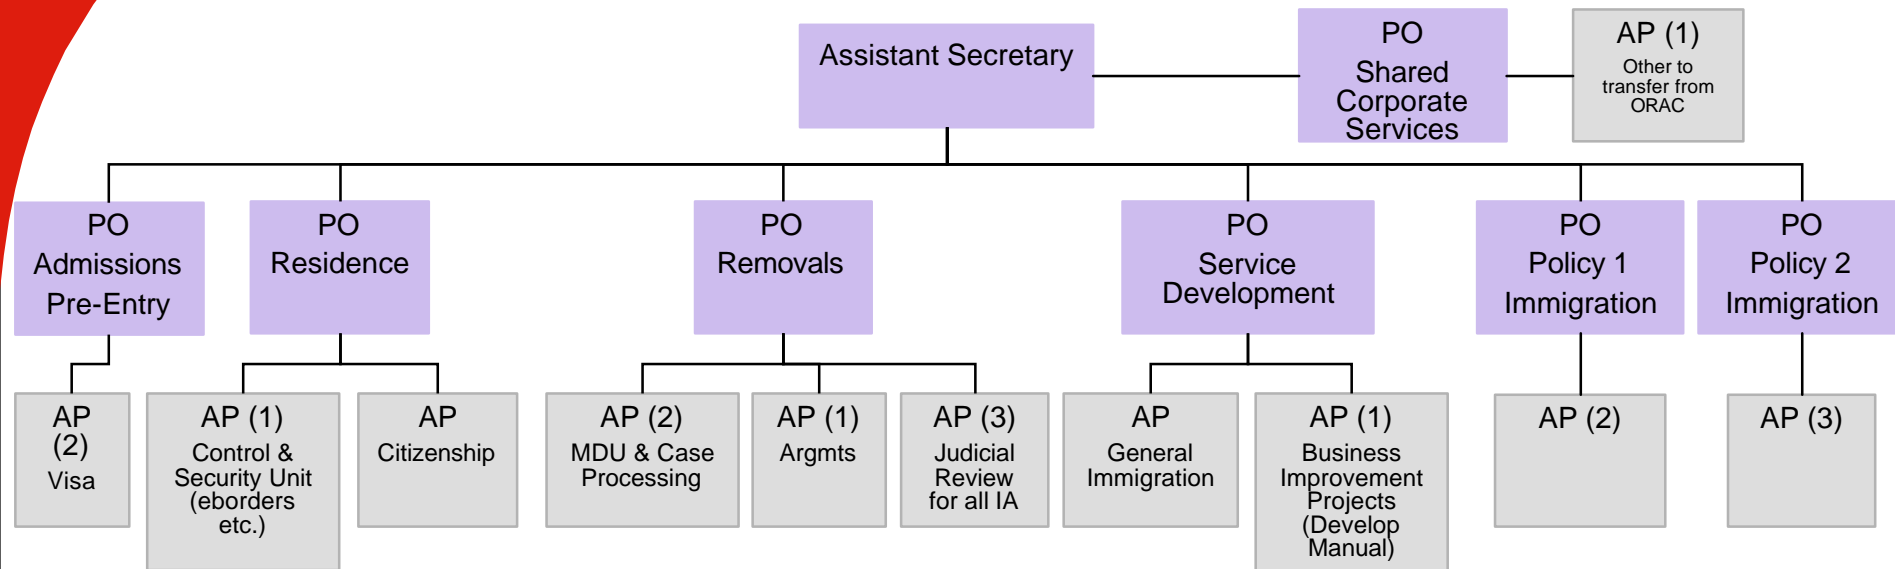 Assistant Secretary
PO
Shared
Corporate
Services
AP (1)
Other to
transfer from
ORAC
PO
Admissions
Pre-Entry
PO
Residence
PO
Removals
PO
Service
Development
PO
Policy 1
Immigration
PO
Policy 2
Immigration
AP
(2)
Visa
AP (1)
Control &
Security Unit
(eborders
etc.)
AP
Citizenship
AP (2)
MDU & Case
Processing
AP (1)
Argmts
AP (3)
Judicial
Review
for all IA
AP
General
Immigration
AP (1)
Business
Improvement
Projects
(Develop
Manual)
AP (2)
AP (3)